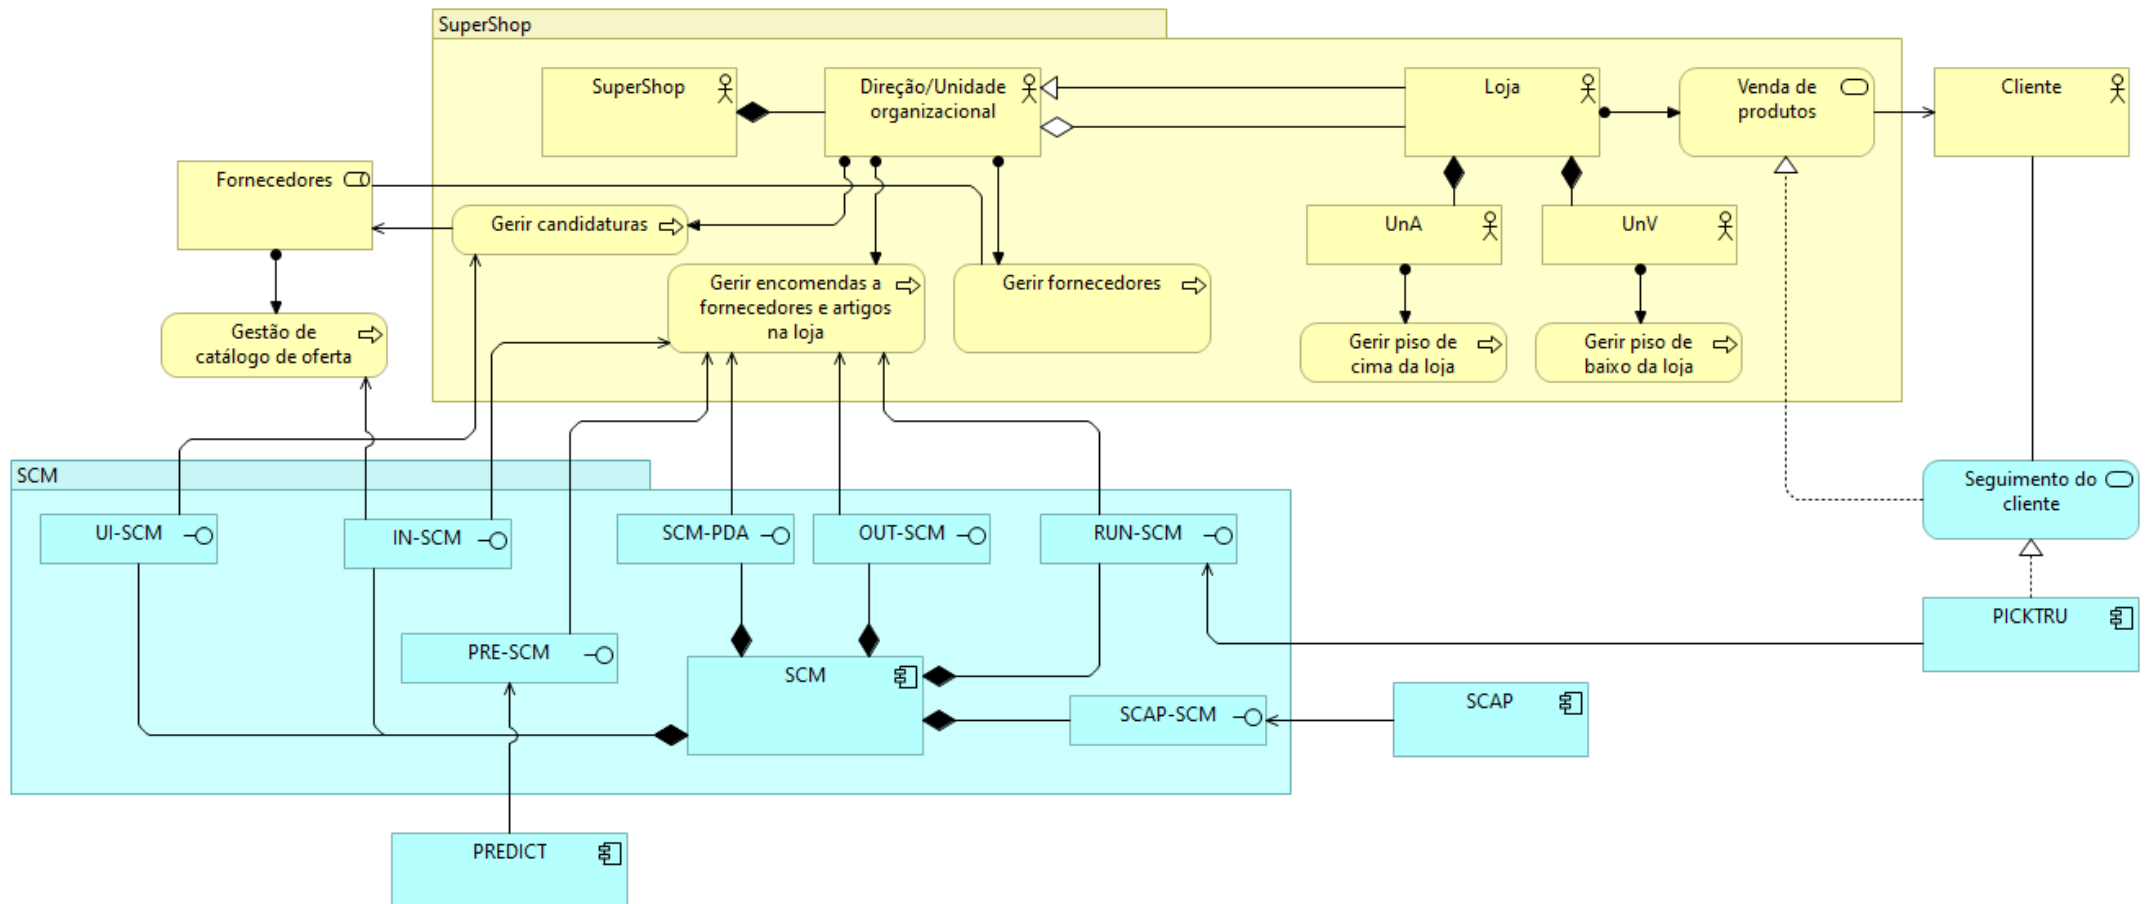 SuperShop
SuperShop
Direção/Unidade
organizacional
Loja
Venda de
produtos
Cliente
Fornecedores
Gerir candidaturas
UnA
UnV
Gerir encomendas a
fornecedores e artigos
na loja
Gerir fornecedores
Gestão de
catálogo de oferta
Gerir piso de
cima da loja
Gerir piso de
baixo da loja
SCM
Seguimento do
cliente
UI-SCM
IN-SCM
SCM-PDA
OUT-SCM
RUN-SCM
PICKTRU
PRE-SCM
SCM
SCAP-SCM
SCAP
PREDICT